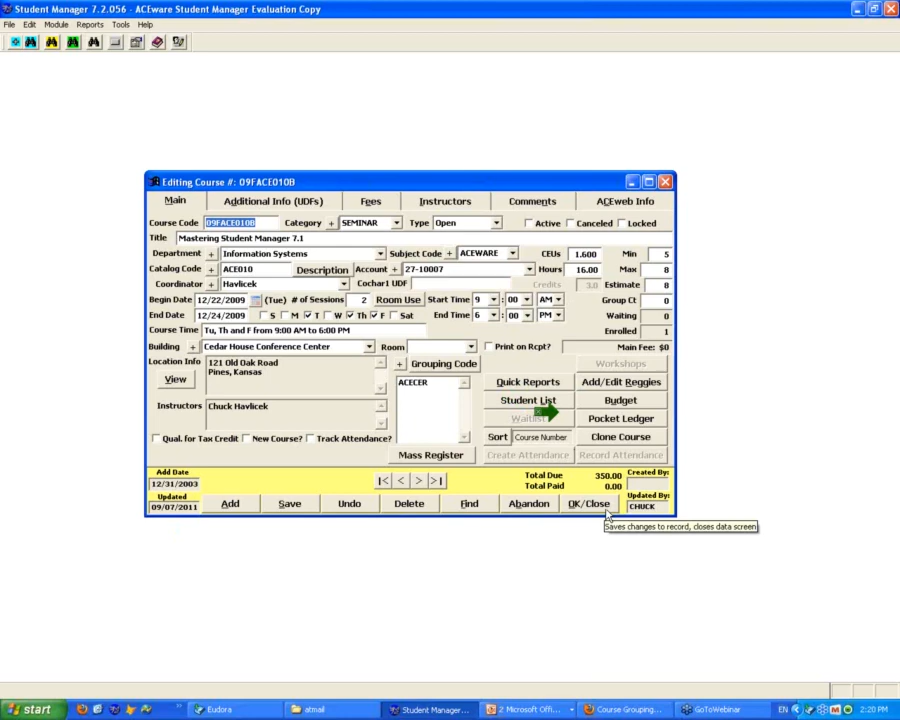 Student Manager 7.2.056 - ACEware Student Manager Evaluation Copy
File Edit Module Reports Tools Help
Editing Course #: 09FACE010B
Main Additional Info (UDFs) Fees Instructors Comments ACEweb Info
Course Code 09FACE010B Category + SEMINAR Type Open Active Canceled Locked
Title Mastering Student Manager 7.1
Department + Information Systems Subject Code + ACEWARE CEUs 1.600 Min 5
Catalog Code + ACE010 Description Account + 27-10007 Hours 16.00 Max 8
Coordinator + Havlicek Cochar1 UDF Credits 3.0 Estimate 8
Begin Date 12/22/2009 (Tue) # of Sessions 2 Room Use Start Time 9 : 00 AM Group Ct 0
End Date 12/24/2009 S M T W Th F Sat End Time 6 : 00 PM Waiting 0
Course Time Tu, Th and F from 9:00 AM to 6:00 PM Enrolled 1
Building + Cedar House Conference Center Room Print on Rcpt? Main Fee: $0
Location Info 121 Old Oak Road + Grouping Code Workshops
Pines, Kansas
View ACECER Quick Reports Add/Edit Reggies
Student List Budget
Instructors Chuck Havlicek Waitlist Pocket Ledger
Qual. for Tax Credit New Course? Track Attendance? Sort Course Number Clone Course
Mass Register Create Attendance Record Attendance
Add Date |< < > >| Total Due 350.00 Created By:
12/31/2003 Total Paid 0.00
Updated Updated By:
09/07/2011 Add Save Undo Delete Find Abandon OK/Close CHUCK
Saves changes to record, closes data screen
start Eudora atmail Student Manager... 2 Microsoft Offi... Course Grouping... GoToWebinar EN 2:20 PM